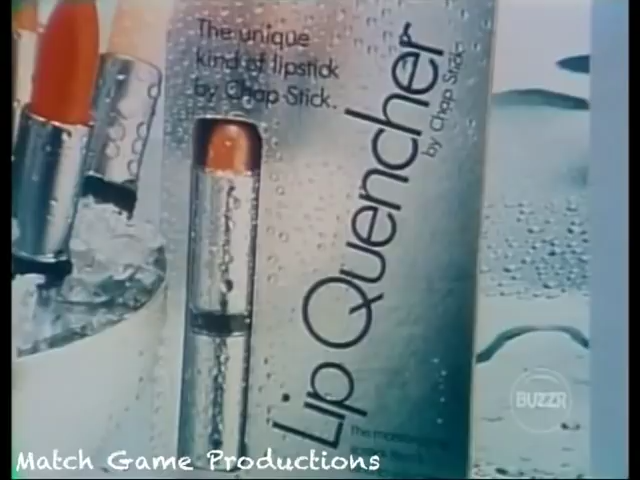 The unique
kind of lipstick
by Chap Stick.
Lip Quencher
by Chap Stick.
BUZZR
Match Game Productions